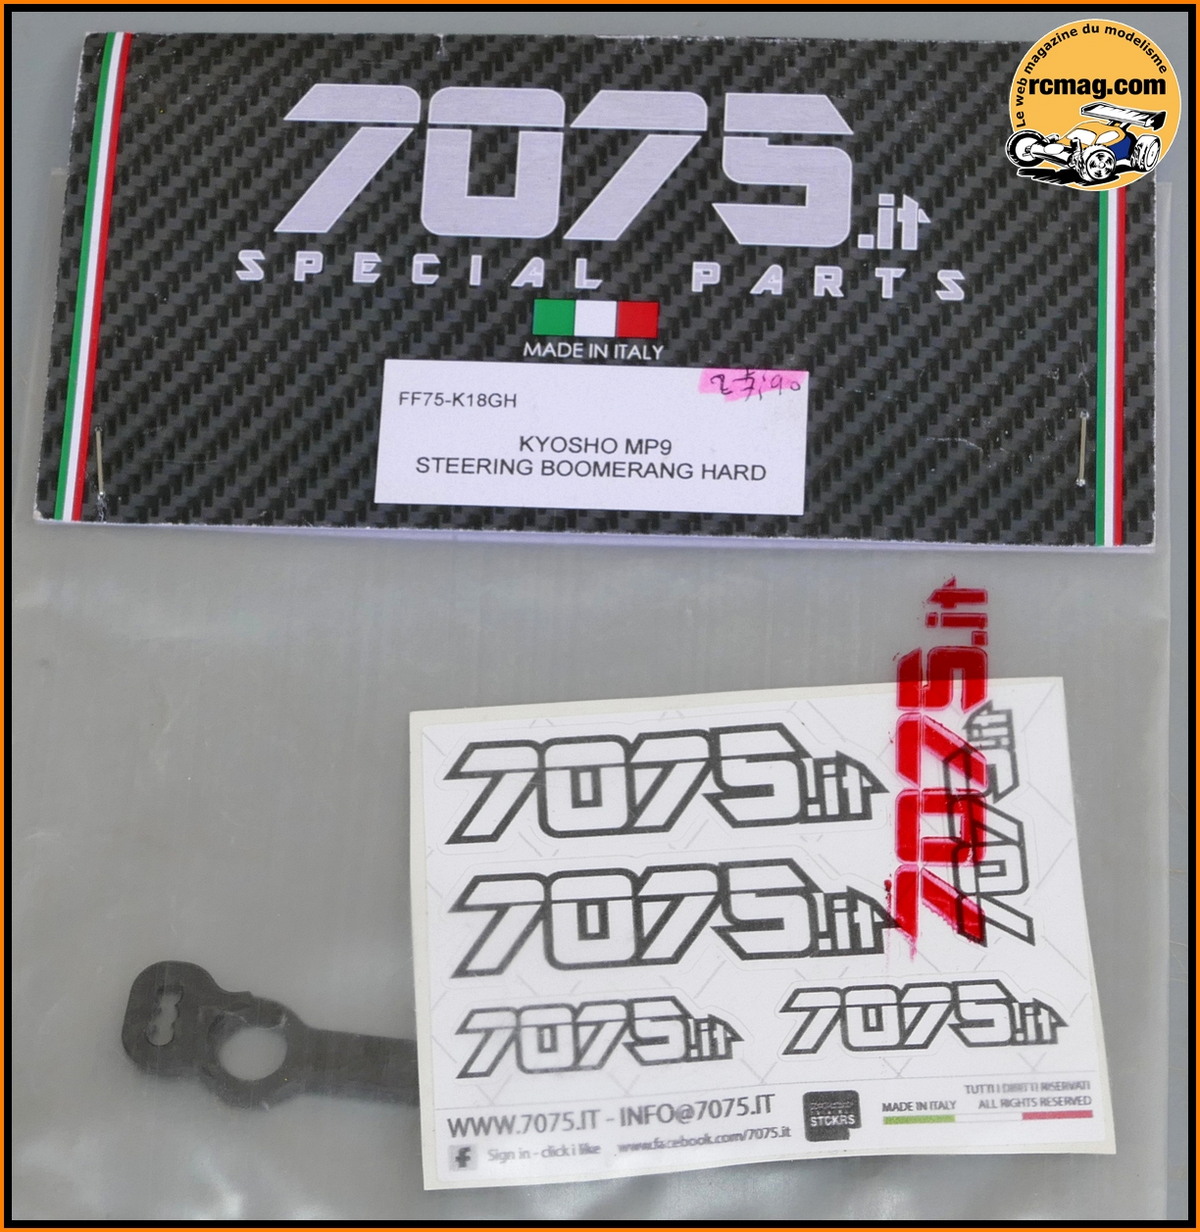 Le web magazine du modelisme
rcmag.com
7075.it
SPECIAL PARTS
MADE IN ITALY
FF75-K18GH
KYOSHO MP9
STEERING BOOMERANG HARD
7075.it
7075.it
7075.it
7075.it
7075.it
7075.it
WWW.7075.IT - INFO@7075.IT
STCKRS
MADE IN ITALY
TUTTI I DIRITTI RISERVATI
ALL RIGHTS RESERVED
f Sign in - click i like www.facebook.com/7075.it